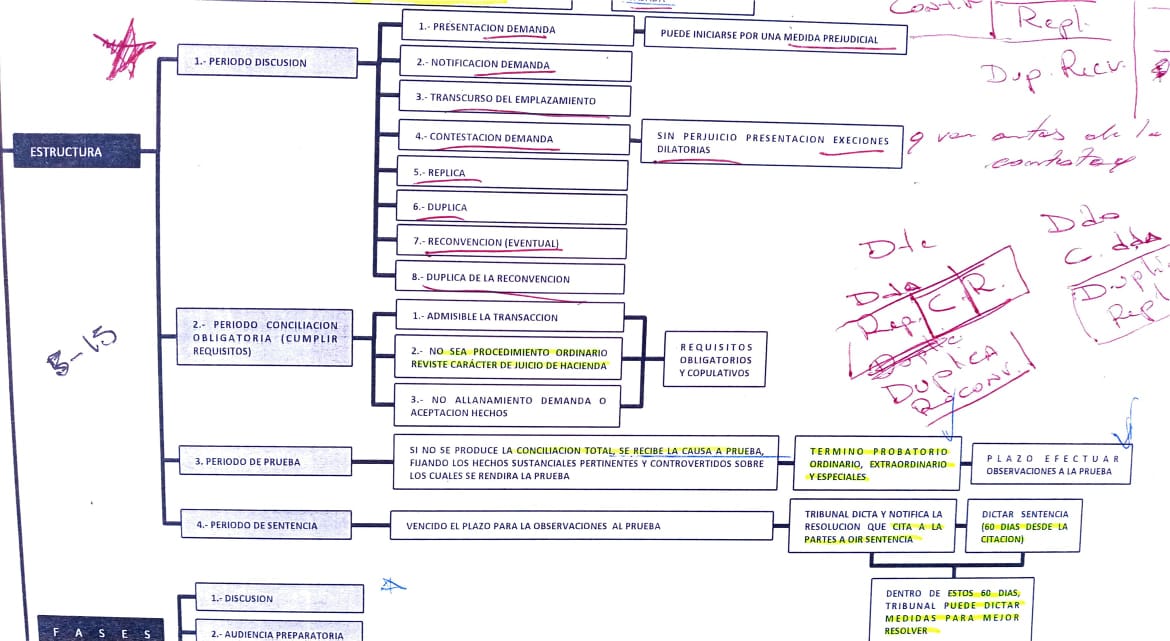 ESTRUCTURA
1.- PERIODO DISCUSION
1.- PRESENTACION DEMANDA
PUEDE INICIARSE POR UNA MEDIDA PREJUDICIAL
2.- NOTIFICACION DEMANDA
3.- TRANSCURSO DEL EMPLAZAMIENTO
4.- CONTESTACION DEMANDA
SIN PERJUICIO PRESENTACION EXECIONES
DILATORIAS
5.- REPLICA
6.- DUPLICA
7.- RECONVENCION (EVENTUAL)
8.- DUPLICA DE LA RECONVENCION
Repl.
Dup. Recv.
q van antes de la
Dte
Dda
Rep. C. R.
DUPLICA
RECONV.
Ddo
C. dda
Dupli.
Repl
3-15
2.- PERIODO CONCILIACION
OBLIGATORIA (CUMPLIR
REQUISITOS)
1.- ADMISIBLE LA TRANSACCION
2.- NO SEA PROCEDIMIENTO ORDINARIO
REVISTE CARÁCTER DE JUICIO DE HACIENDA
3.- NO ALLANAMIENTO DEMANDA O
ACEPTACION HECHOS
REQUISITOS
OBLIGATORIOS
Y COPULATIVOS
3. PERIODO DE PRUEBA
SI NO SE PRODUCE LA CONCILIACION TOTAL, SE RECIBE LA CAUSA A PRUEBA,
FIJANDO LOS HECHOS SUSTANCIALES PERTINENTES Y CONTROVERTIDOS SOBRE
LOS CUALES SE RENDIRA LA PRUEBA
TERMINO PROBATORIO
ORDINARIO, EXTRAORDINARIO
Y ESPECIALES
PLAZO EFECTUAR
OBSERVACIONES A LA PRUEBA
4.- PERIODO DE SENTENCIA
VENCIDO EL PLAZO PARA LA OBSERVACIONES AL PRUEBA
TRIBUNAL DICTA Y NOTIFICA LA
RESOLUCION QUE CITA A LA
PARTES A OIR SENTENCIA
DICTAR SENTENCIA
(60 DIAS DESDE LA
CITACION)
DENTRO DE ESTOS 60 DIAS,
TRIBUNAL PUEDE DICTAR
MEDIDAS PARA MEJOR
RESOLVER
FASES
1.- DISCUSION
2.- AUDIENCIA PREPARATORIA